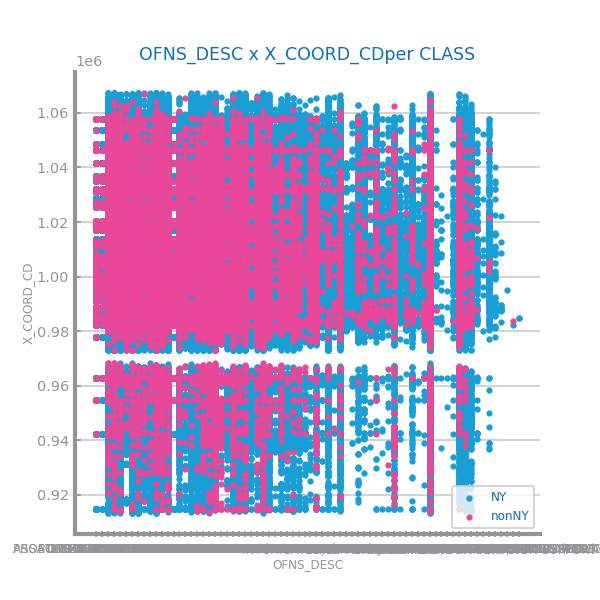 OFNS_DESC x X_COORD_CDper CLASS
1e6
1.06
1.04
1.02
1.00
0.98
0.96
0.94
0.92
X_COORD_CD
NY
nonNY
OFNS_DESC